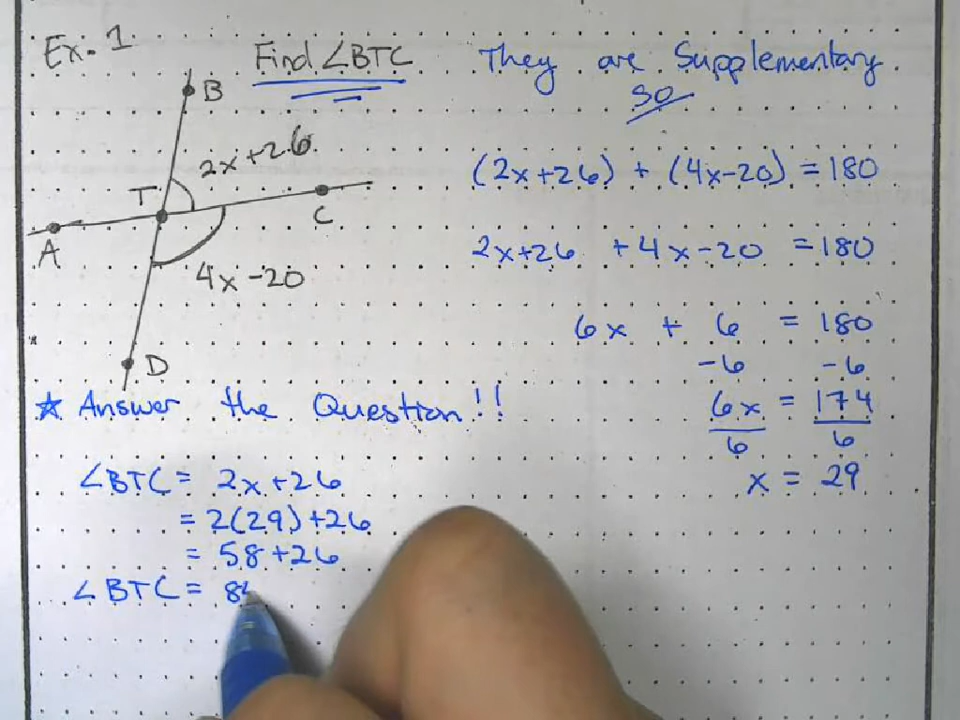 Ex. 1
Find ∠BTC
B
2x+26
T
C
A
4x-20
D
They are Supplementary
so
(2x+26) + (4x-20) = 180
2x+26 +4x-20 = 180
6x + 6 = 180
-6 -6
6x = 174
6 6
x = 29
☆ Answer the Question!!
∠BTC = 2x+26
= 2(29)+26
= 58+26
∠BTC = 84